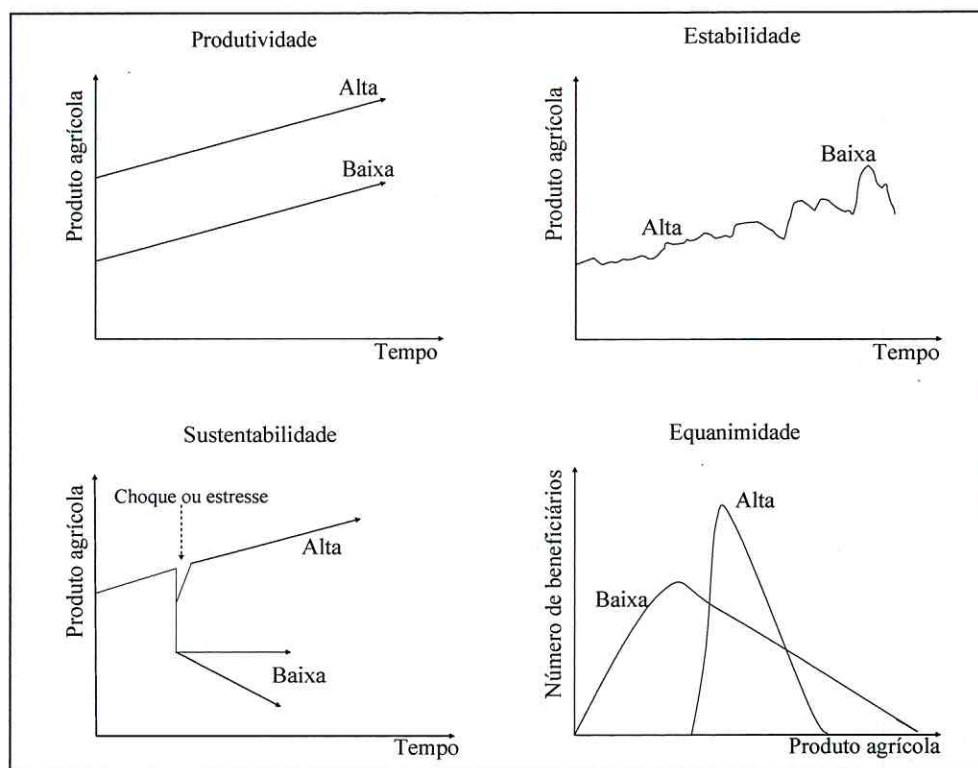 Produtividade
Alta
Baixa
Produto agrícola
Tempo
Estabilidade
Baixa
Alta
Produto agrícola
Tempo
Sustentabilidade
Choque ou estresse
Alta
Baixa
Produto agrícola
Tempo
Equanimidade
Alta
Baixa
Número de beneficiários
Produto agrícola